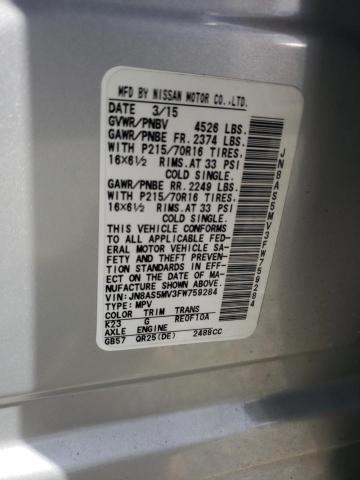 MFD BY NISSAN MOTOR CO.,LTD.
DATE 3/15
GVWR/PNBV 4526 LBS.
GAWR/PNBE FR. 2374 LBS.
WITH P215/70R16 TIRES,
16X6½ RIMS.AT 33 PSI
COLD SINGLE.
GAWR/PNBE RR. 2249 LBS.
WITH P215/70R16 TIRES,
16X6½ RIMS.AT 33 PSI
COLD SINGLE.
THIS VEHICLE CONFORMS
TO ALL APPLICABLE FED-
ERAL MOTOR VEHICLE SAF-
ETY AND THEFT PREVENTI-
ON STANDARDS IN EFF-
ECT ON THE DATE OF MA-
NUFACTURE SHOWN ABOVE.
VIN :JN8AS5MV3FW759284
TYPE: MPV
COLOR TRIM TRANS
K23 G RE0F10A
AXLE ENGINE
GB57 QR25(DE) 2488CC
JN8AS5MV3FW759284